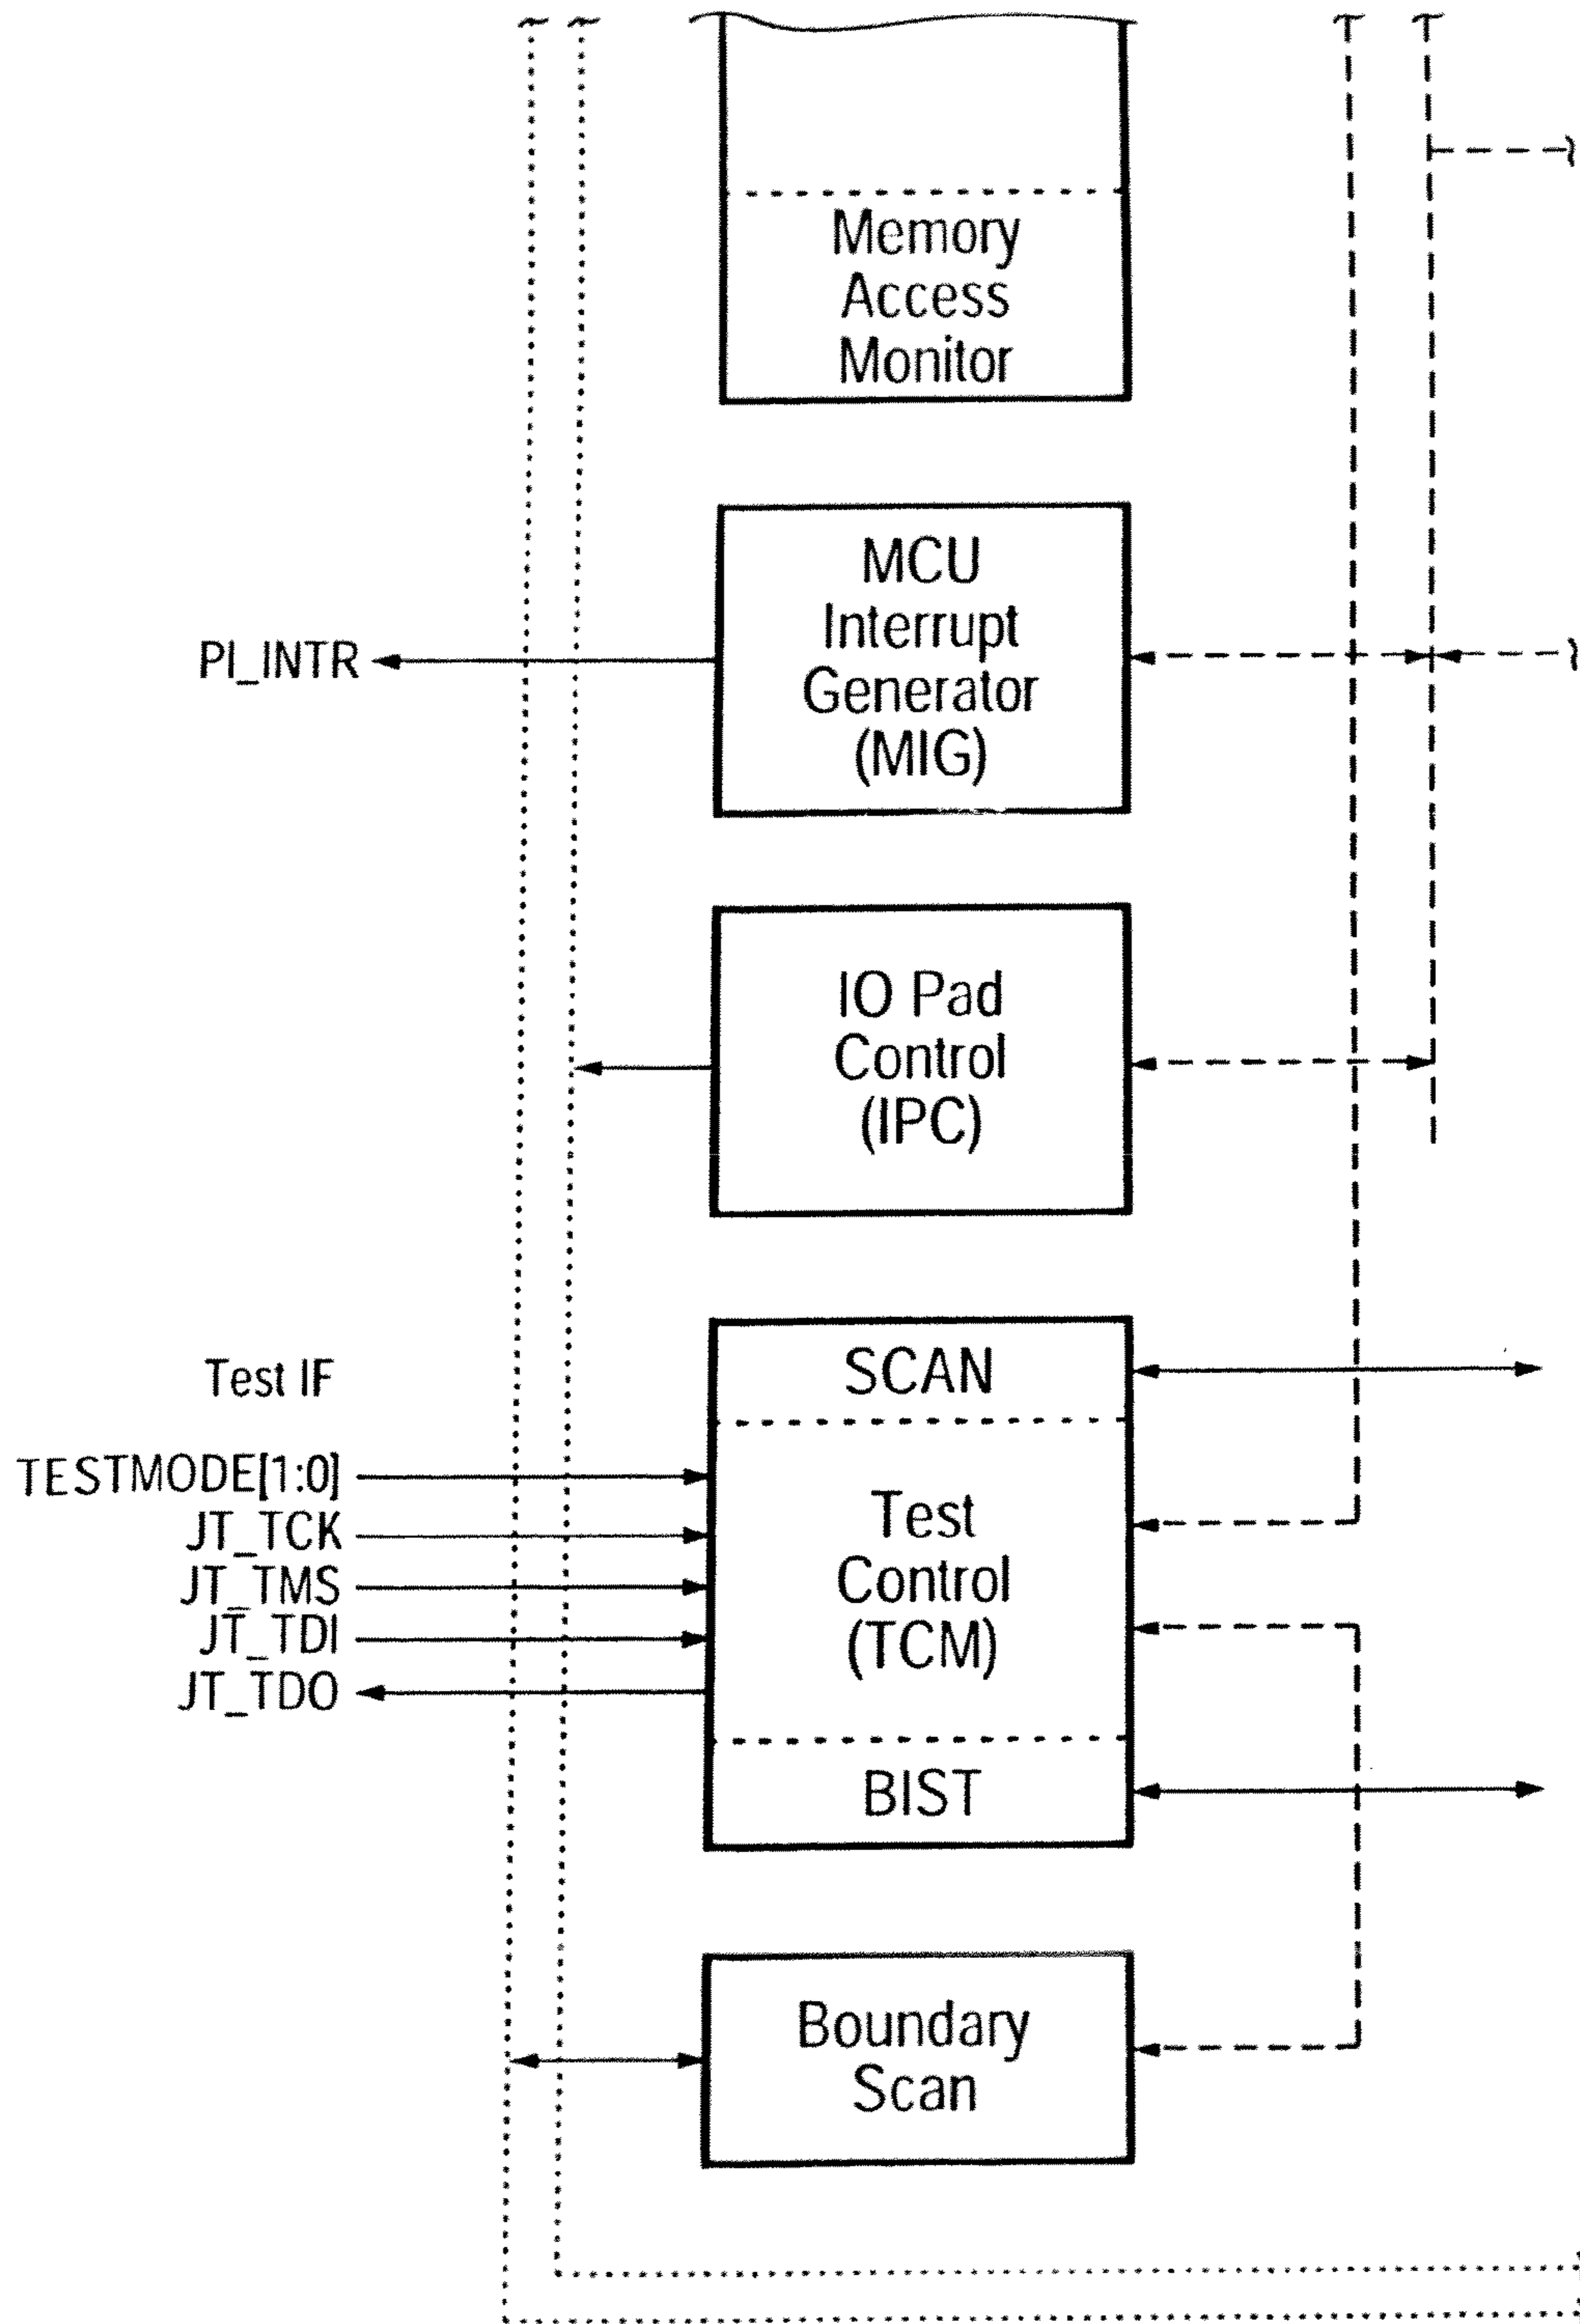 Memory
Access
Monitor
MCU
Interrupt
Generator
(MIG)
PI_INTR
IO Pad
Control
(IPC)
SCAN
Test IF
TESTMODE[1:0]
JT_TCK
JT_TMS
JT_TDI
JT_TDO
Test
Control
(TCM)
BIST
Boundary
Scan